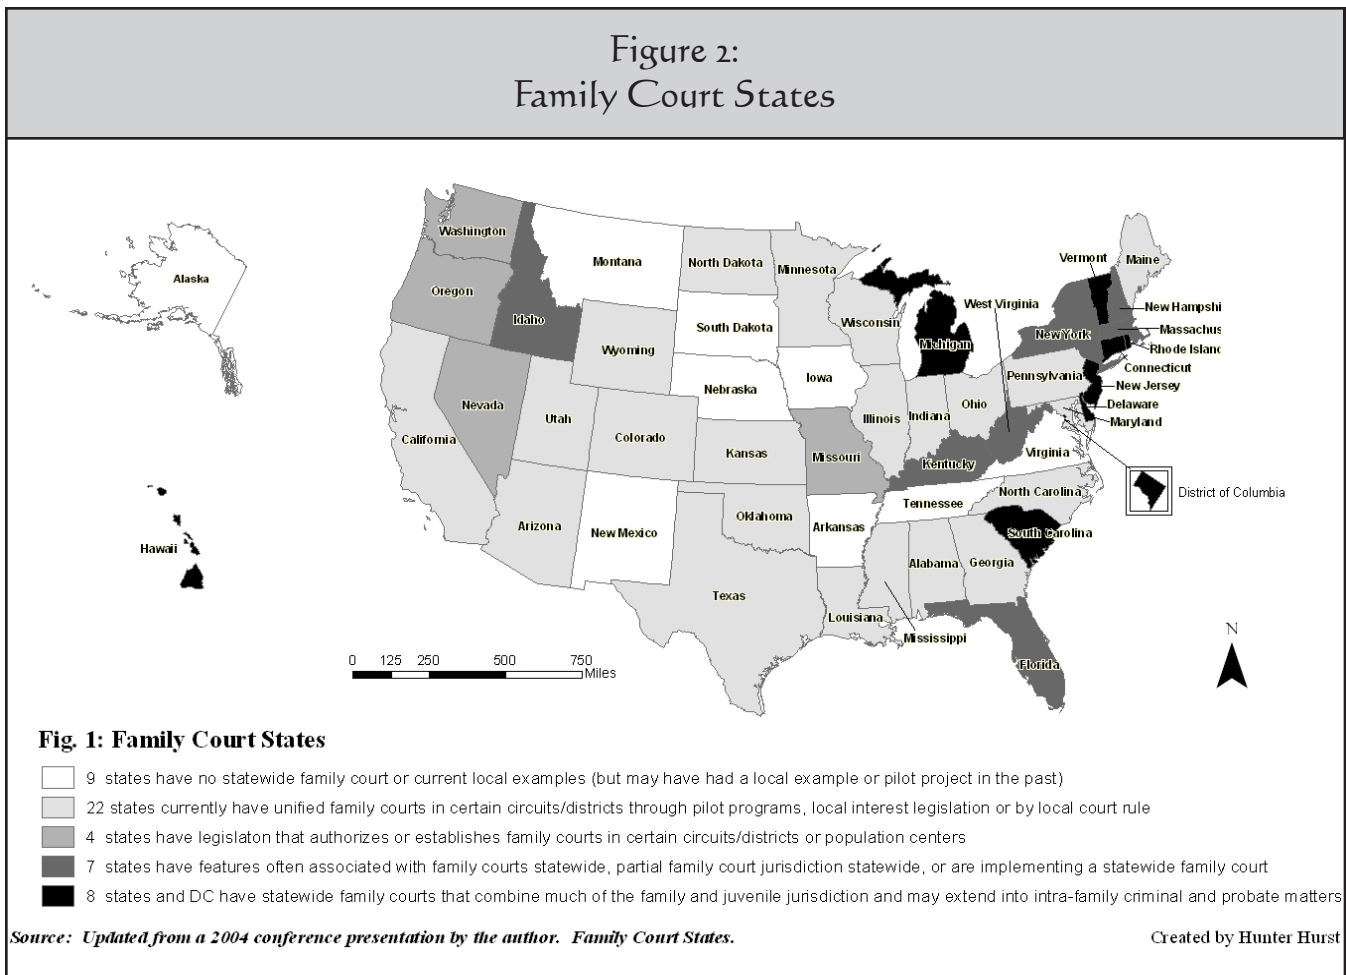 Figure 2:
Family Court States
Washington
Montana
North Dakota
Minnesota
Vermont
Maine
Alaska
Oregon
Idaho
South Dakota
Wisconsin
West Virginia
New Hampshi
Massachus
New York
Michigan
Rhode Islanc
Wyoming
Connecticut
Pennsylvania
New Jersey
Nebraska
Iowa
Delaware
Maryland
Nevada
Utah
Colorado
Illinois
Indiana
Ohio
California
Kansas
Missouri
Kentucky
Virginia
District of Columbia
North Carolina
Tennessee
Oklahoma
Arkansas
Arizona
New Mexico
South Carolina
Hawaii
Alabama
Georgia
Texas
Louisiana
Mississippi
Florida
N
0 125 250 500 750
Miles
Fig. 1: Family Court States
9 states have no statewide family court or current local examples (but may have had a local example or pilot project in the past)
22 states currently have unified family courts in certain circuits/districts through pilot programs, local interest legislation or by local court rule
4 states have legislaton that authorizes or establishes family courts in certain circuits/districts or population centers
7 states have features often associated with family courts statewide, partial family court jurisdiction statewide, or are implementing a statewide family court
8 states and DC have statewide family courts that combine much of the family and juvenile jurisdiction and may extend into intra-family criminal and probate matters
Source: Updated from a 2004 conference presentation by the author. Family Court States.
Created by Hunter Hurst